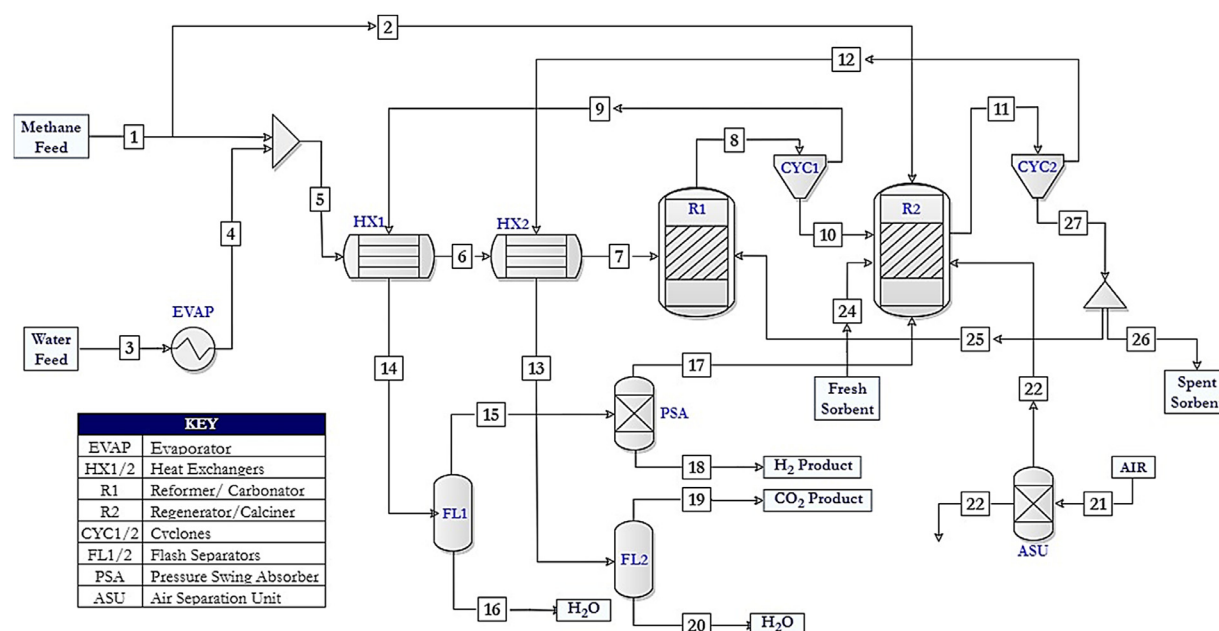 2
12
9
11
8
Methane
Feed
1
CYC1
CYC2
5
HX1
HX2
R1
R2
10
27
4
6
7
EVAP
24
Water
Feed
3
25
26
14
13
17
Fresh
Sorbent
22
Spent
Sorben
15
PSA
KEY
EVAP Evaporator
HX1/2 Heat Exchangers
R1 Reformer/ Carbonator
R2 Regenerator/Calciner
CYC1/2 Cyclones
FL1/2 Flash Separators
PSA Pressure Swing Absorber
ASU Air Separation Unit
18
H₂ Product
AIR
19
CO₂ Product
FL1
22
21
ASU
FL2
16
H₂O
20
H₂O